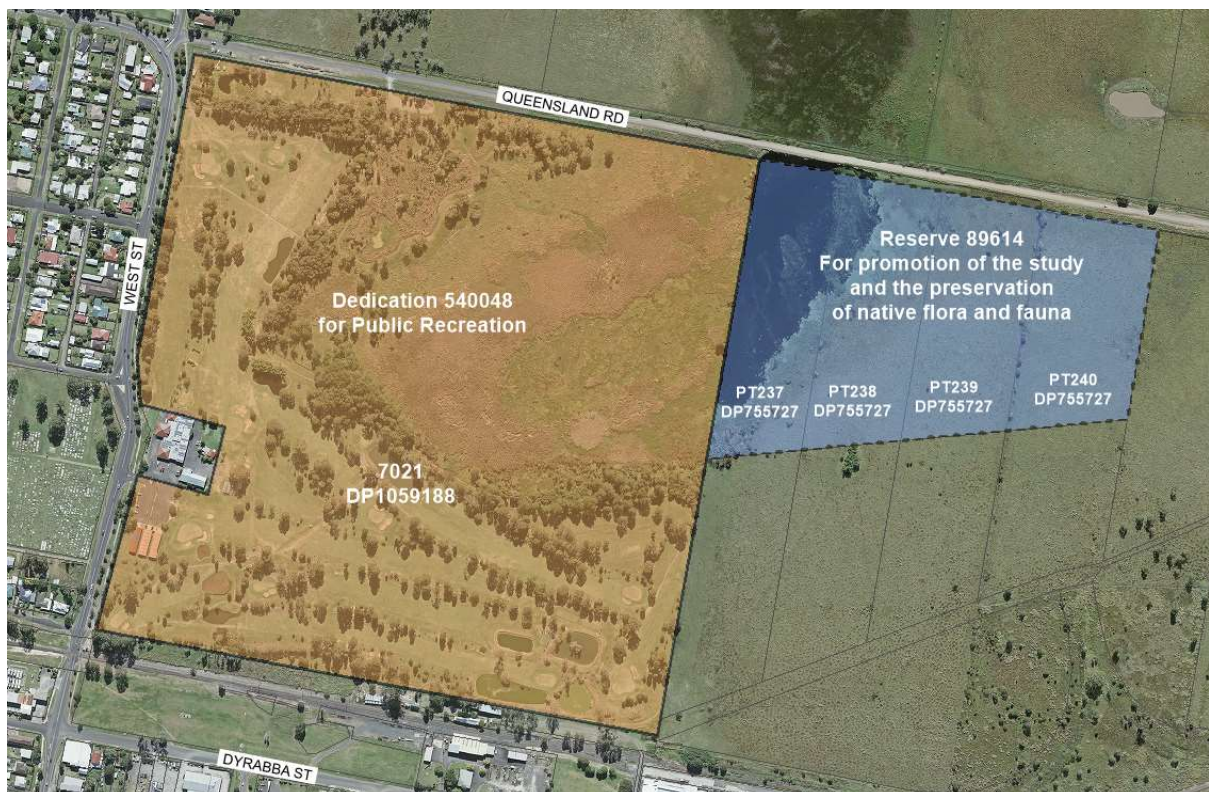 QUEENSLAND RD
WEST ST
Dedication 540048
for Public Recreation
Reserve 89614
For promotion of the study
and the preservation
of native flora and fauna
PT237
DP755727
PT238
DP755727
PT239
DP755727
PT240
DP755727
7021
DP1059188
DYRABBA ST